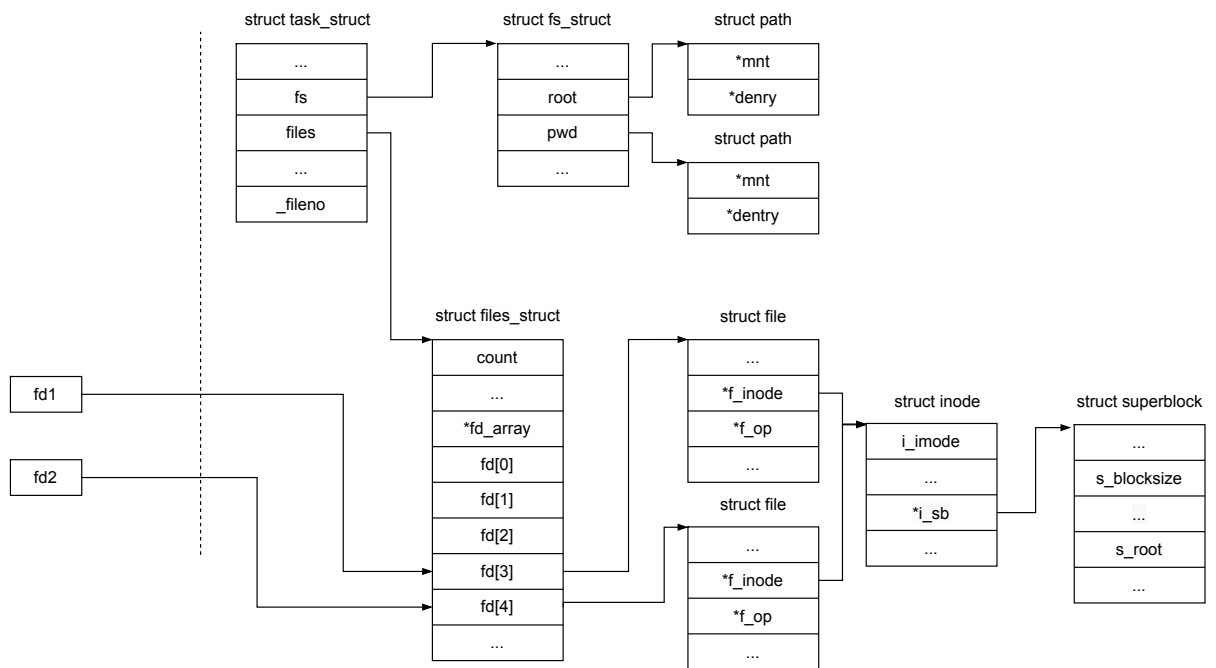 struct task_struct
...
fs
files
...
_fileno
struct fs_struct
...
root
pwd
...
struct path
*mnt
*denry
struct path
*mnt
*dentry
fd1
fd2
struct files_struct
count
...
*fd_array
fd[0]
fd[1]
fd[2]
fd[3]
fd[4]
...
struct file
...
*f_inode
*f_op
...
struct file
...
*f_inode
*f_op
...
struct inode
i_imode
...
*i_sb
...
struct superblock
...
s_blocksize
...
s_root
...